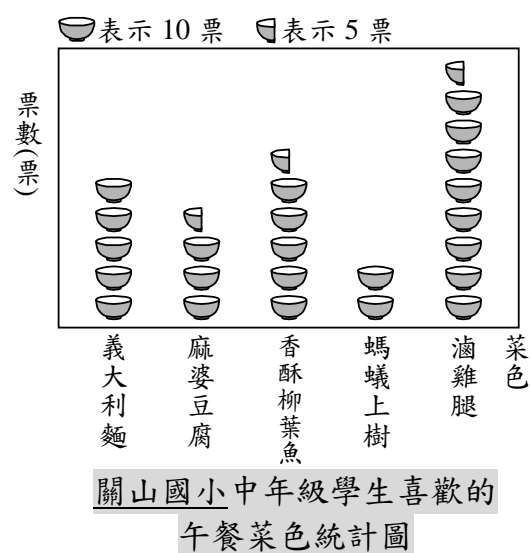 表示 10 票 表示 5 票
票數(票)
義大利麵
麻婆豆腐
香酥柳葉魚
螞蟻上樹
滷雞腿
菜色
關山國小中年級學生喜歡的
午餐菜色統計圖